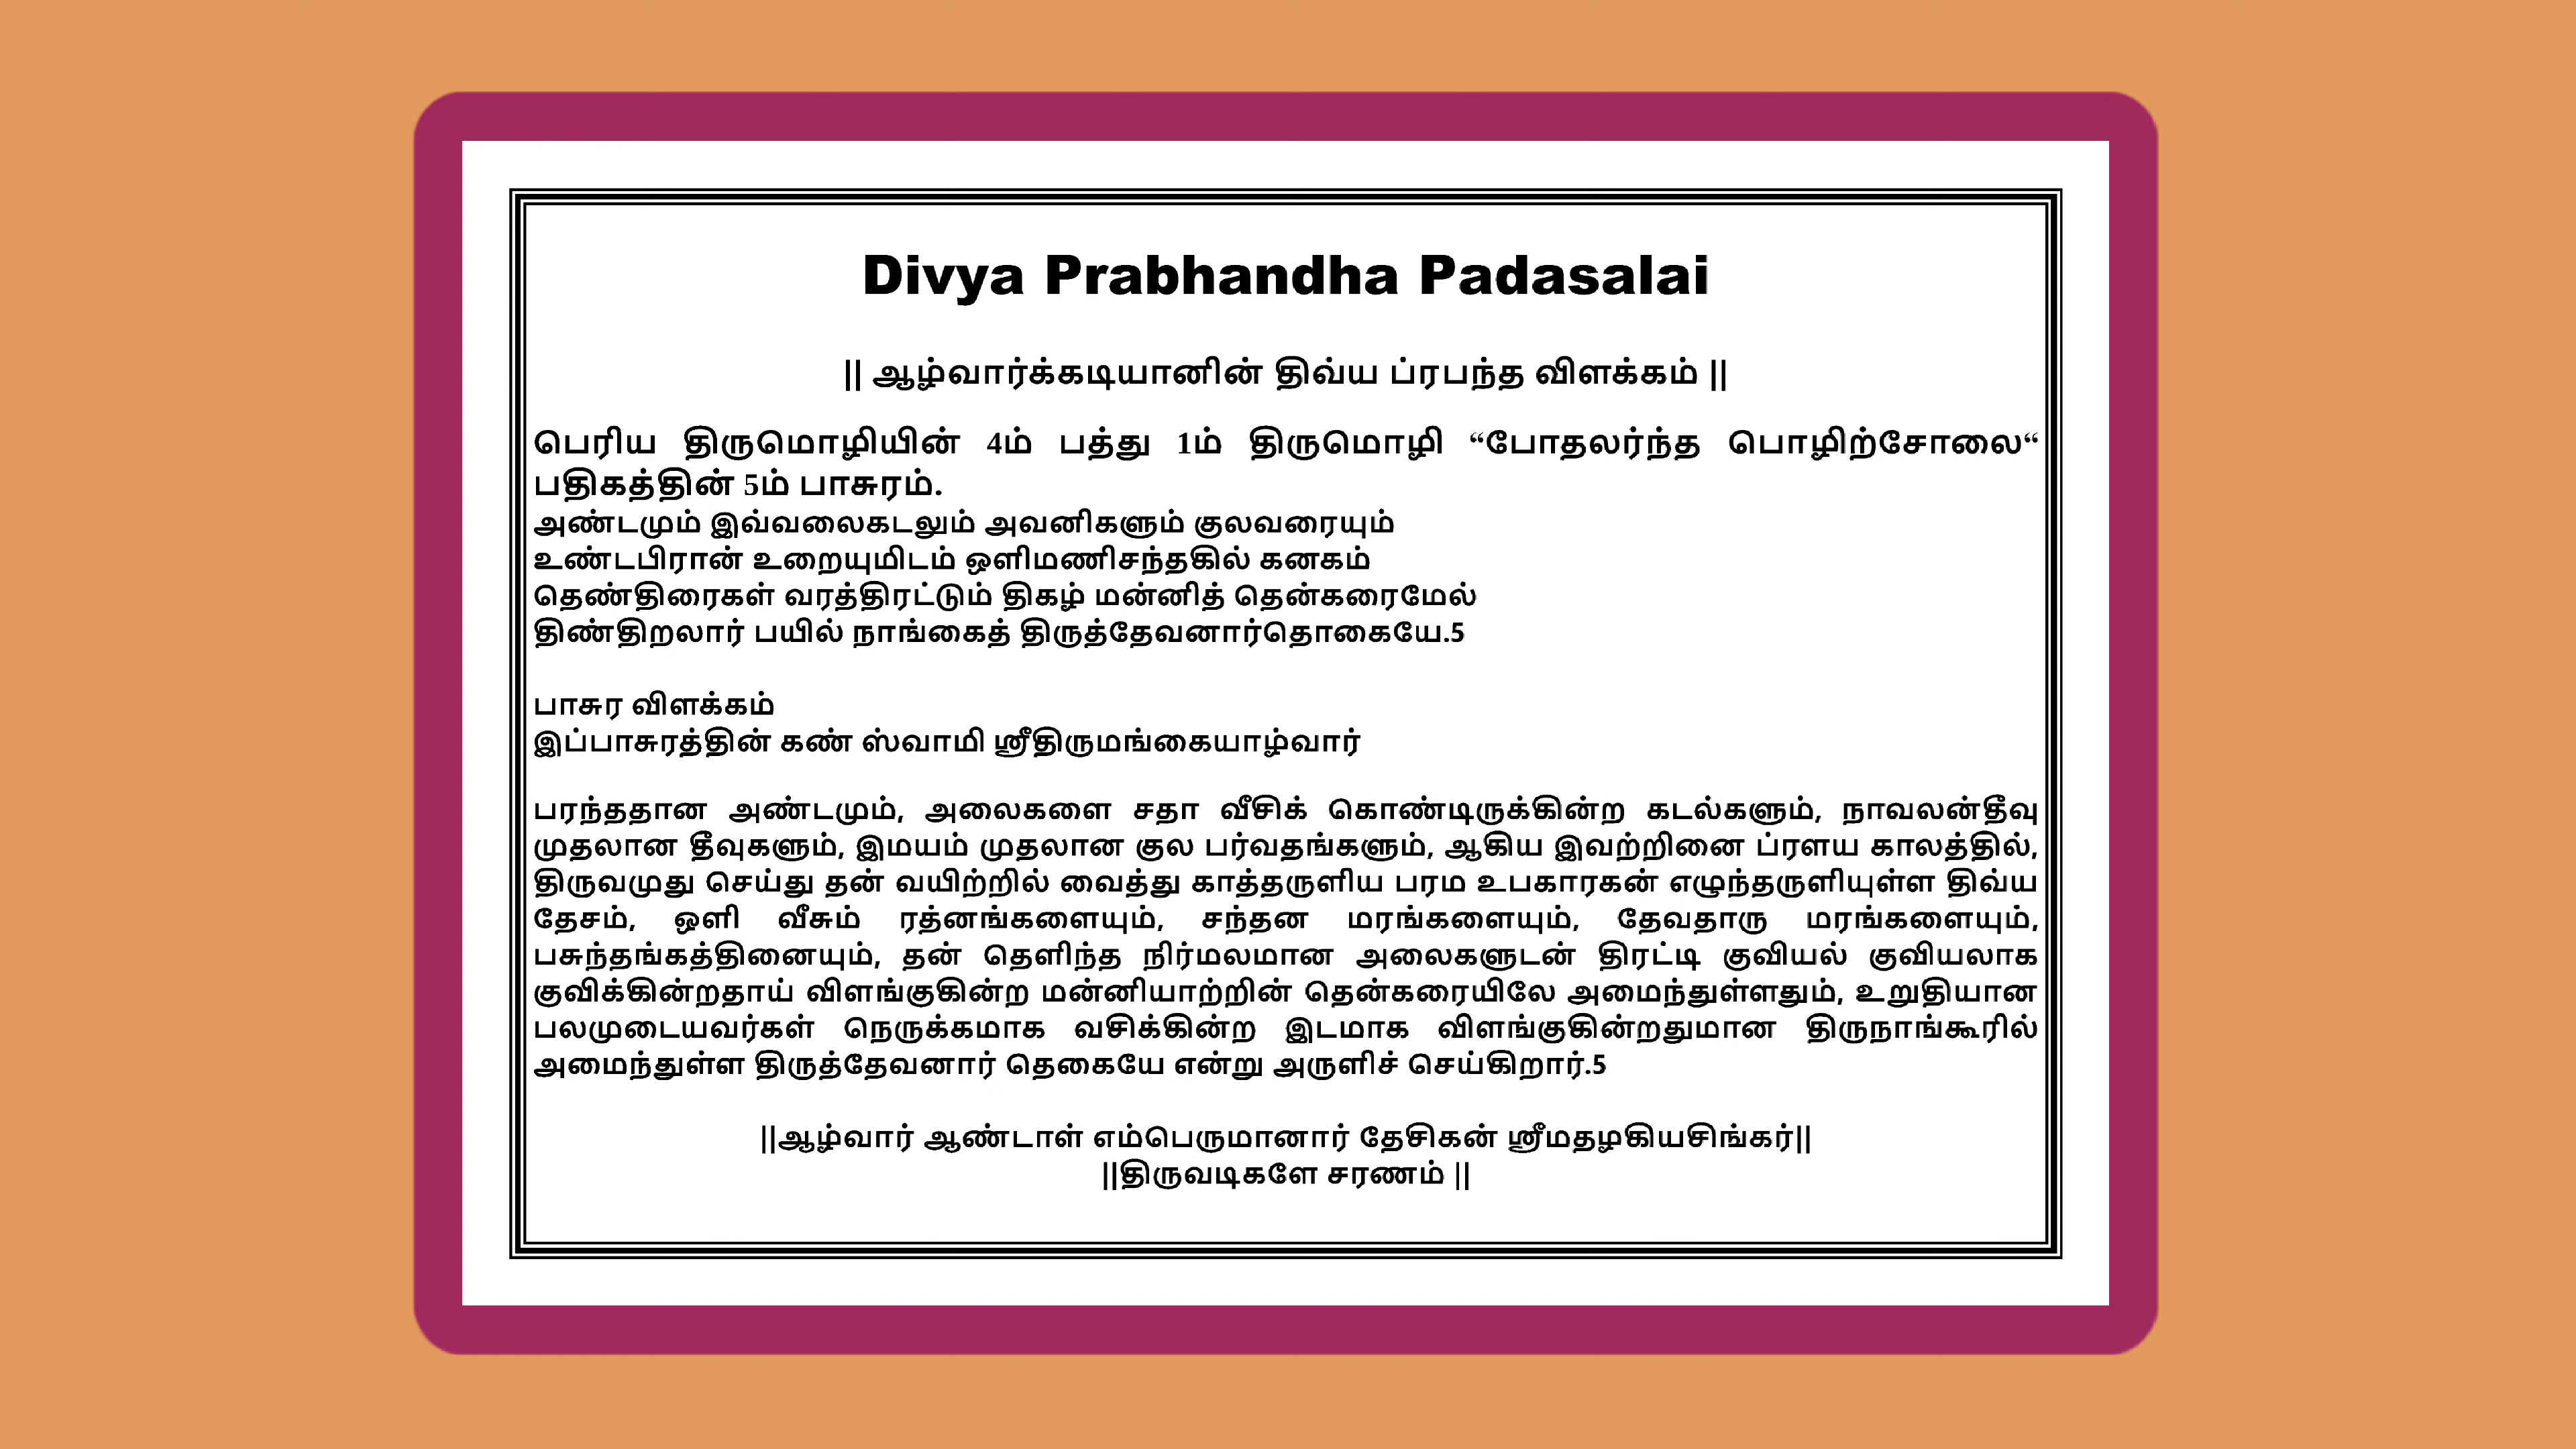 Divya Prabhandha Padasalai
|| ஆழ்வார்க்கடியானின் திவ்ய ப்ரபந்த விளக்கம் ||
பெரிய திருமொழியின் 4ம் பத்து 1ம் திருமொழி “போதலர்ந்த பொழிற்சோலை“
பதிகத்தின் 5ம் பாசுரம்.
அண்டமும் இவ்வலைகடலும் அவனிகளும் குலவரையும்
உண்டபிரான் உறையுமிடம் ஒளிமணிசந்தகில் கனகம்
தெண்திரைகள் வரத்திரட்டும் திகழ் மன்னித் தென்கரைமேல்
திண்திறலார் பயில் நாங்கைத் திருத்தேவனார்தொகையே.5
பாசுர விளக்கம்
இப்பாசுரத்தின் கண் ஸ்வாமி ஸ்ரீதிருமங்கையாழ்வார்
பரந்ததான அண்டமும், அலைகளை சதா வீசிக் கொண்டிருக்கின்ற கடல்களும், நாவலன்தீவு
முதலான தீவுகளும், இமயம் முதலான குல பர்வதங்களும், ஆகிய இவற்றினை ப்ரளய காலத்தில்,
திருவமுது செய்து தன் வயிற்றில் வைத்து காத்தருளிய பரம உபகாரகன் எழுந்தருளியுள்ள திவ்ய
தேசம், ஒளி வீசும் ரத்னங்களையும், சந்தன மரங்களையும், தேவதாரு மரங்களையும்,
பசுந்தங்கத்தினையும், தன் தெளிந்த நிர்மலமான அலைகளுடன் திரட்டி குவியல் குவியலாக
குவிக்கின்றதாய் விளங்குகின்ற மன்னியாற்றின் தென்கரையிலே அமைந்துள்ளதும், உறுதியான
பலமுடையவர்கள் நெருக்கமாக வசிக்கின்ற இடமாக விளங்குகின்றதுமான திருநாங்கூரில்
அமைந்துள்ள திருத்தேவனார் தெகையே என்று அருளிச் செய்கிறார்.5
||ஆழ்வார் ஆண்டாள் எம்பெருமானார் தேசிகன் ஸ்ரீமதழகியசிங்கர்||
||திருவடிகளே சரணம் ||